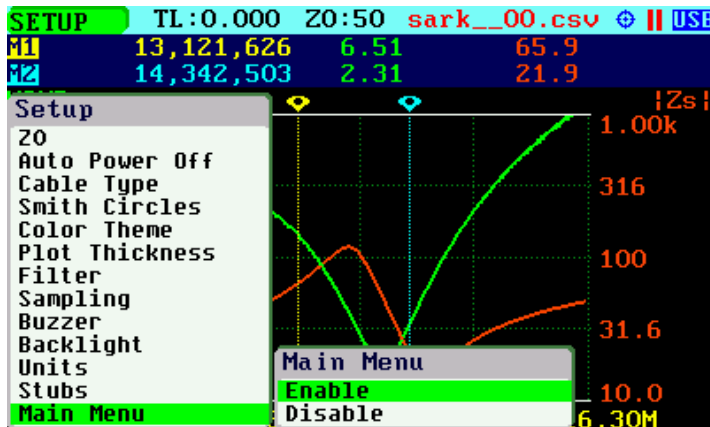 SETUP TL:0.000 Z0:50 sark__00.csv USB
M1 13,121,626 6.51 65.9
M2 14,342,503 2.31 21.9
|Zs|
Setup
ZO
Auto Power Off
Cable Type
Smith Circles
Color Theme
Plot Thickness
Filter
Sampling
Buzzer
Backlight
Units
Stubs
Main Menu
Main Menu
Enable
Disable
1.00k
316
100
31.6
10.0
6.30M